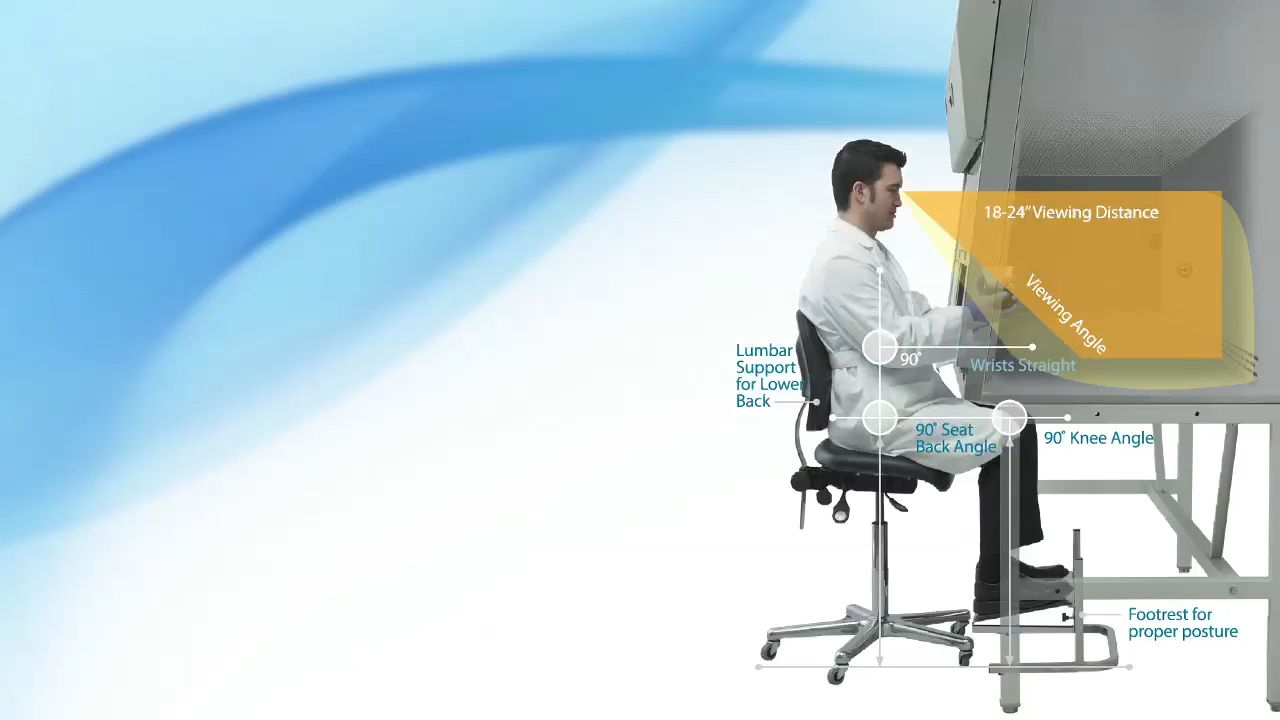 18-24" Viewing Distance
Viewing Angle
Lumbar
Support
for Lower
Back
90˚
Wrists Straight
90˚ Seat
Back Angle
90˚ Knee Angle
Footrest for
proper posture